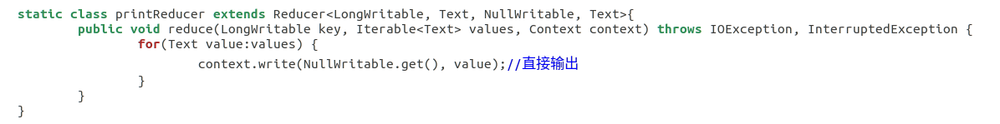 static class printReducer extends Reducer<LongWritable, Text, NullWritable, Text>{
        public void reduce(LongWritable key, Iterable<Text> values, Context context) throws IOException, InterruptedException {
                for(Text value:values) {
                        context.write(NullWritable.get(), value);//直接输出
                }
        }
}